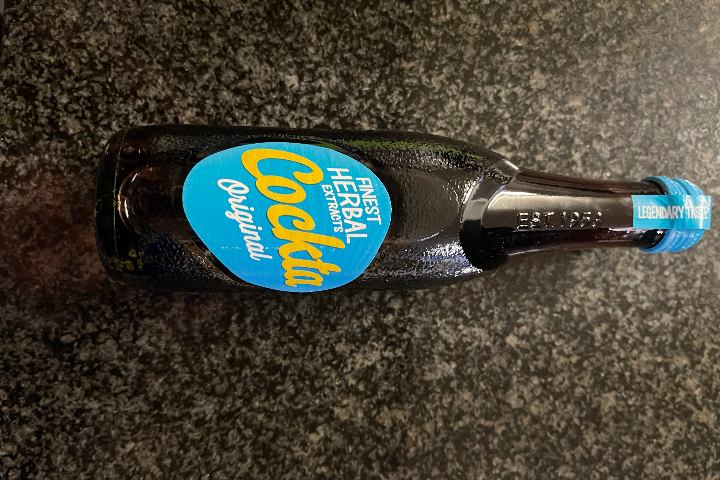 FINEST
HERBAL
EXTRACTS
Cockta
Original
EST. 1953
LEGENDARY TASTE